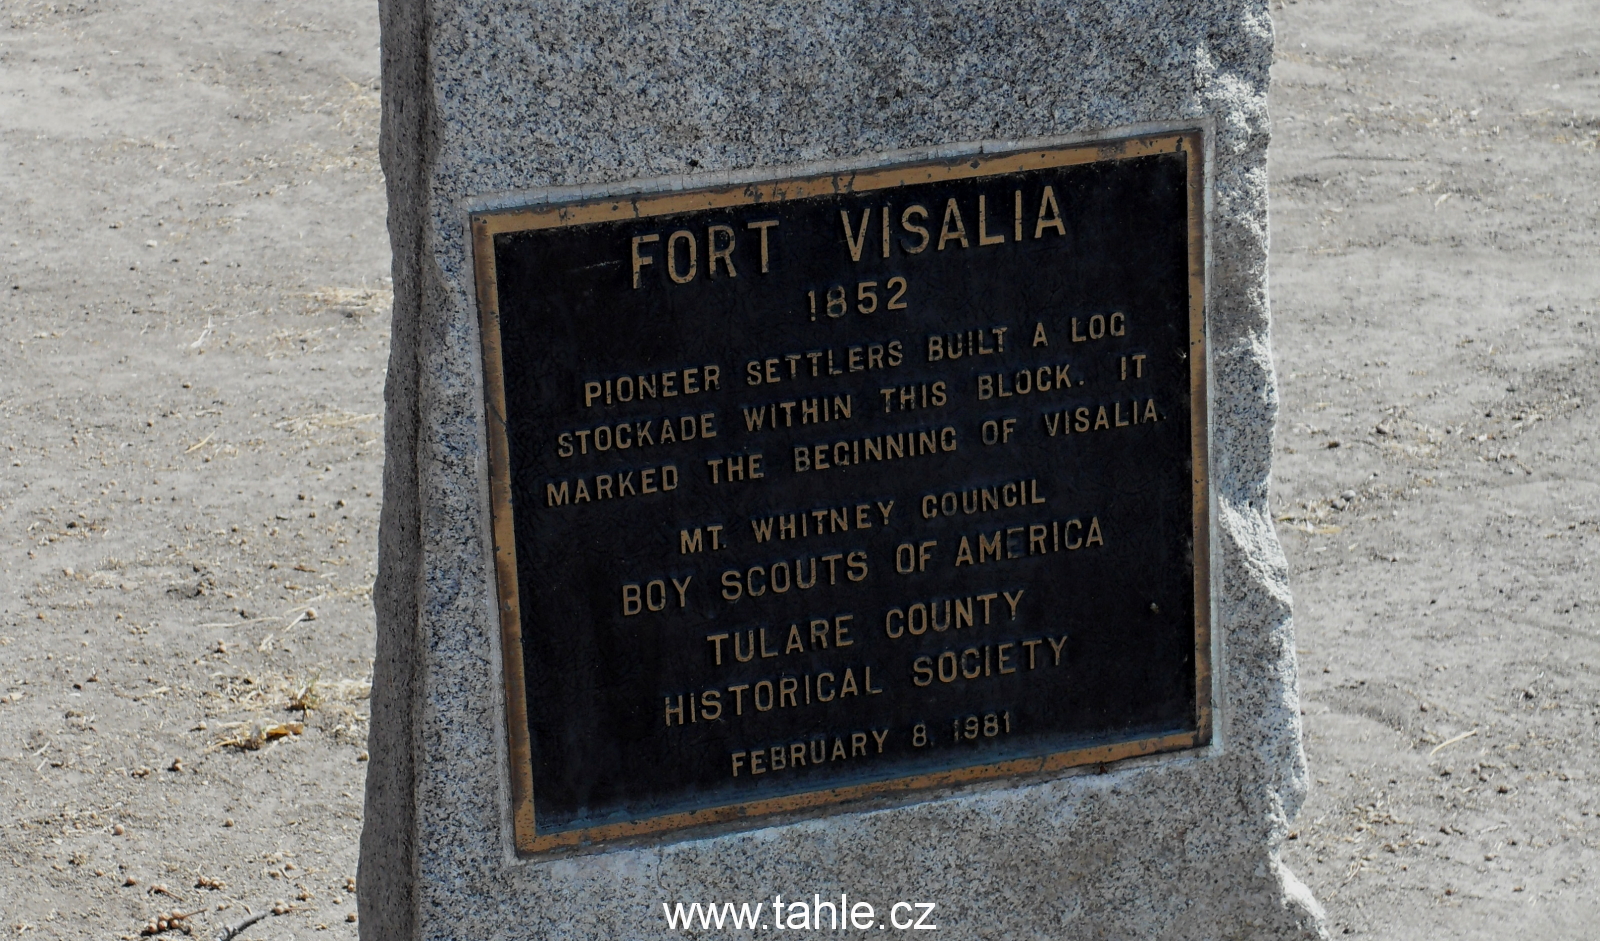 FORT VISALIA
1852
PIONEER SETTLERS BUILT A LOG
STOCKADE WITHIN THIS BLOCK. IT
MARKED THE BEGINNING OF VISALIA.
MT. WHITNEY COUNCIL
BOY SCOUTS OF AMERICA
TULARE COUNTY
HISTORICAL SOCIETY
FEBRUARY 8, 1981
www.tahle.cz